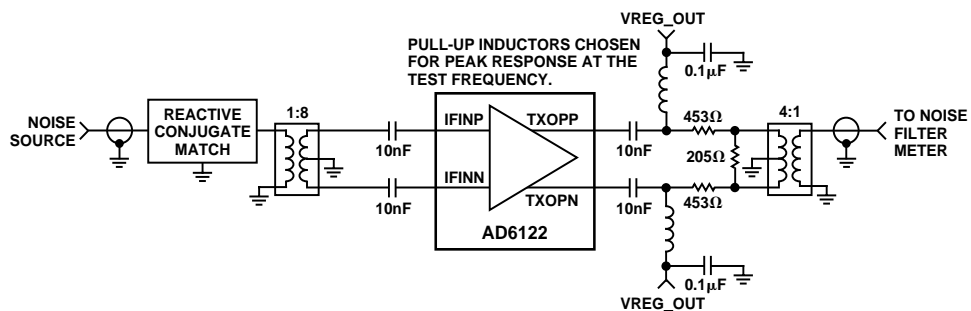 VREG_OUT
PULL-UP INDUCTORS CHOSEN
FOR PEAK RESPONSE AT THE
TEST FREQUENCY.
0.1µF
NOISE
SOURCE
REACTIVE
CONJUGATE
MATCH
1:8
10nF
10nF
IFINP
IFINN
TXOPP
TXOPN
AD6122
10nF
10nF
453Ω
205Ω
453Ω
4:1
TO NOISE
FILTER
METER
0.1µF
VREG_OUT